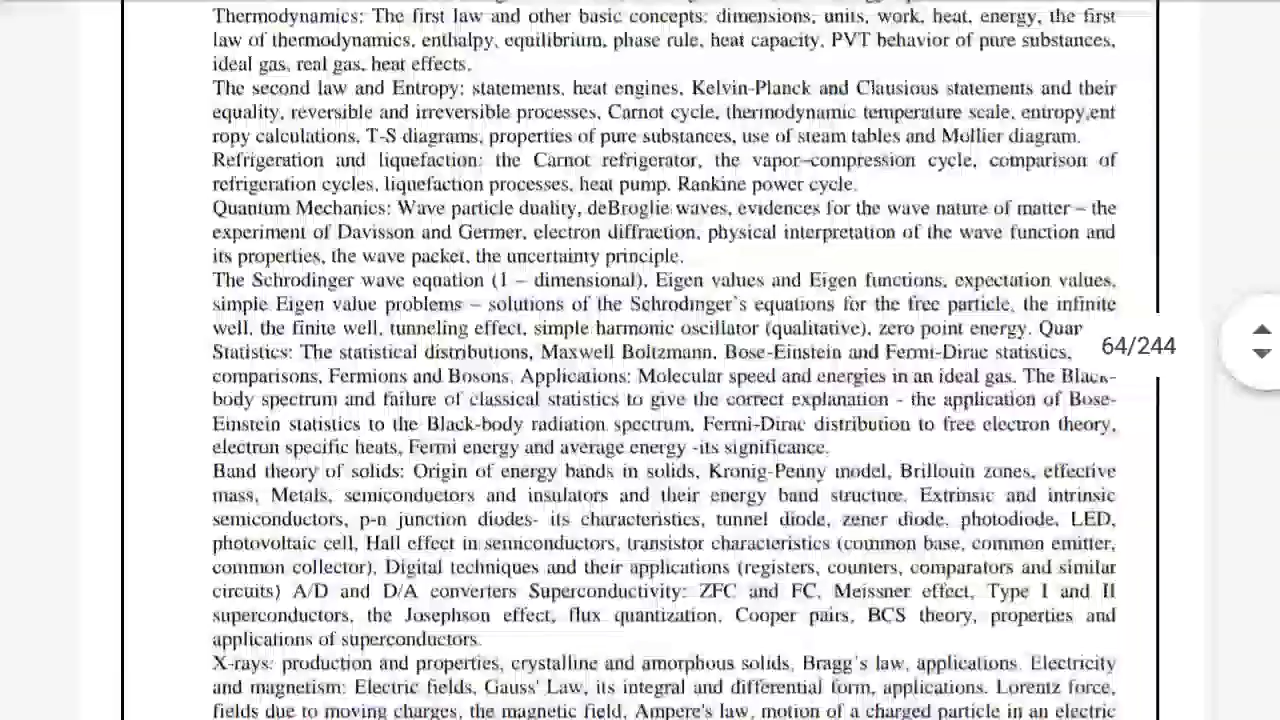 Thermodynamics: The first law and other basic concepts: dimensions, units, work, heat, energy, the first
law of thermodynamics, enthalpy, equilibrium, phase rule, heat capacity, PVT behavior of pure substances,
ideal gas, real gas, heat effects.
The second law and Entropy: statements, heat engines, Kelvin-Planck and Clausious statements and their
equality, reversible and irreversible processes, Carnot cycle, thermodynamic temperature scale, entropy,ent
ropy calculations, T-S diagrams, properties of pure substances, use of steam tables and Mollier diagram.
Refrigeration and liquefaction: the Carnot refrigerator, the vapor–compression cycle, comparison of
refrigeration cycles, liquefaction processes, heat pump. Rankine power cycle.
Quantum Mechanics: Wave particle duality, deBroglie waves, evidences for the wave nature of matter – the
experiment of Davisson and Germer, electron diffraction, physical interpretation of the wave function and
its properties, the wave packet, the uncertainty principle.
The Schrodinger wave equation (1 – dimensional), Eigen values and Eigen functions, expectation values,
simple Eigen value problems – solutions of the Schrodinger's equations for the free particle, the infinite
well, the finite well, tunneling effect, simple harmonic oscillator (qualitative), zero point energy. Quar
Statistics: The statistical distributions, Maxwell Boltzmann, Bose-Einstein and Fermi-Dirac statistics,
64/244
comparisons, Fermions and Bosons. Applications: Molecular speed and energies in an ideal gas. The Black-
body spectrum and failure of classical statistics to give the correct explanation - the application of Bose-
Einstein statistics to the Black-body radiation spectrum, Fermi-Dirac distribution to free electron theory,
electron specific heats, Fermi energy and average energy -its significance.
Band theory of solids: Origin of energy bands in solids, Kronig-Penny model, Brillouin zones, effective
mass, Metals, semiconductors and insulators and their energy band structure. Extrinsic and intrinsic
semiconductors, p-n junction diodes- its characteristics, tunnel diode, zener diode, photodiode, LED,
photovoltaic cell, Hall effect in semiconductors, transistor characteristics (common base, common emitter,
common collector), Digital techniques and their applications (registers, counters, comparators and similar
circuits) A/D and D/A converters Superconductivity: ZFC and FC, Meissner effect, Type I and II
superconductors, the Josephson effect, flux quantization, Cooper pairs, BCS theory, properties and
applications of superconductors.
X-rays: production and properties, crystalline and amorphous solids, Bragg's law, applications. Electricity
and magnetism: Electric fields, Gauss' Law, its integral and differential form, applications. Lorentz force,
fields due to moving charges, the magnetic field, Ampere's law, motion of a charged particle in an electric